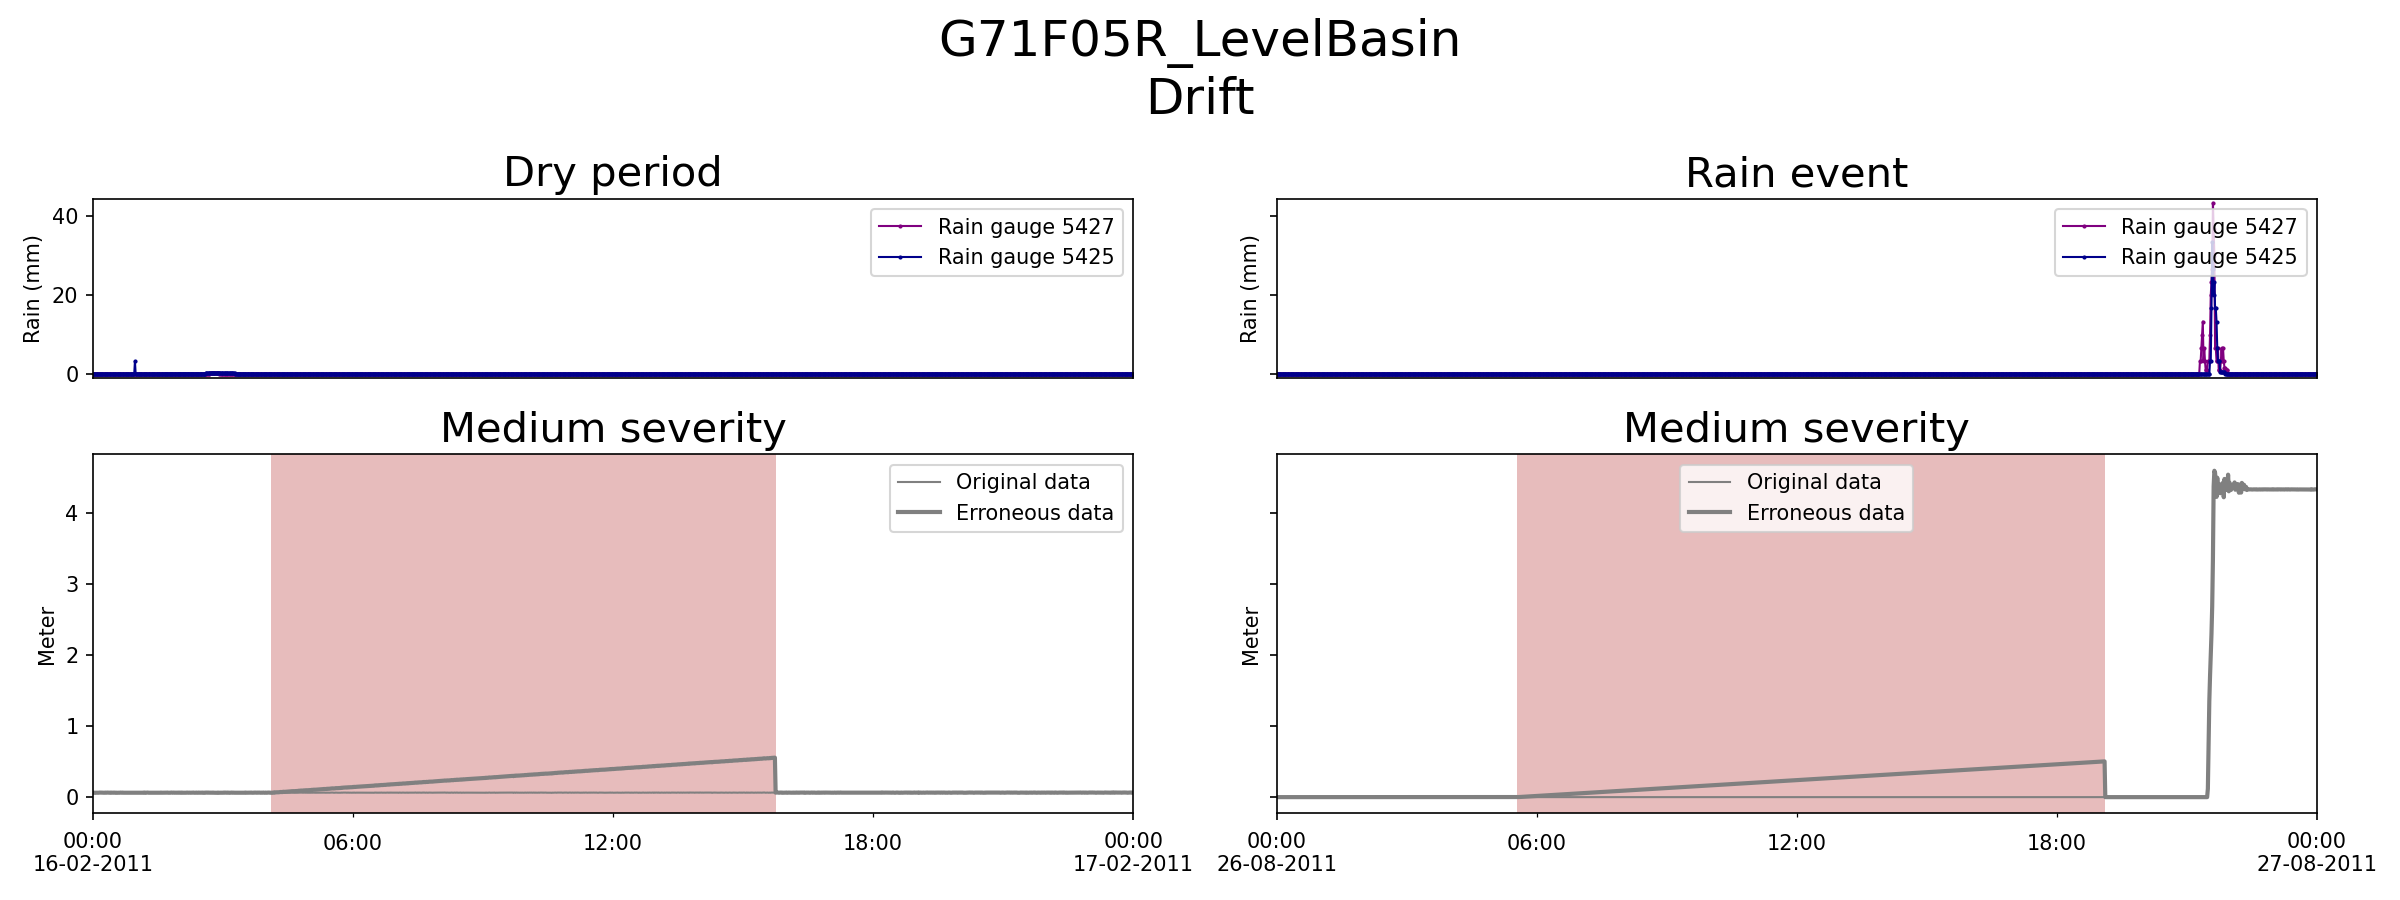 G71F05R_LevelBasin
Drift
Dry period
Rain event
40
20
0
Rain (mm)
Rain gauge 5427
Rain gauge 5425
Rain (mm)
Rain gauge 5427
Rain gauge 5425
Medium severity
Medium severity
4
3
2
1
0
Meter
Original data
Erroneous data
Meter
Original data
Erroneous data
00:00
16-02-2011
06:00
12:00
18:00
00:00
17-02-2011
00:00
26-08-2011
06:00
12:00
18:00
00:00
27-08-2011